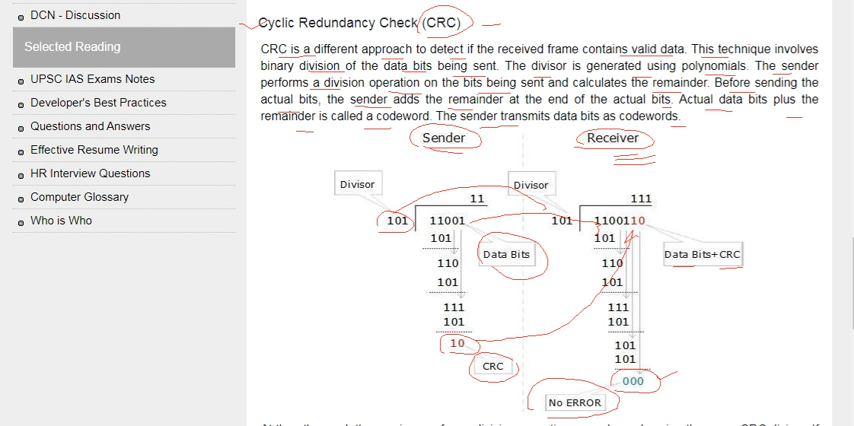 DCN - Discussion
Selected Reading
UPSC IAS Exams Notes
Developer's Best Practices
Questions and Answers
Effective Resume Writing
HR Interview Questions
Computer Glossary
Who is Who
Cyclic Redundancy Check (CRC)
CRC is a different approach to detect if the received frame contains valid data. This technique involves
binary division of the data bits being sent. The divisor is generated using polynomials. The sender
performs a division operation on the bits being sent and calculates the remainder. Before sending the
actual bits, the sender adds the remainder at the end of the actual bits. Actual data bits plus the
remainder is called a codeword. The sender transmits data bits as codewords.
Sender
Divisor
11
101 11001
101
Data Bits
110
101
111
101
10
CRC
Receiver
Divisor
111
101 1100110
101
Data Bits+CRC
110
101
111
101
101
101
000
No ERROR